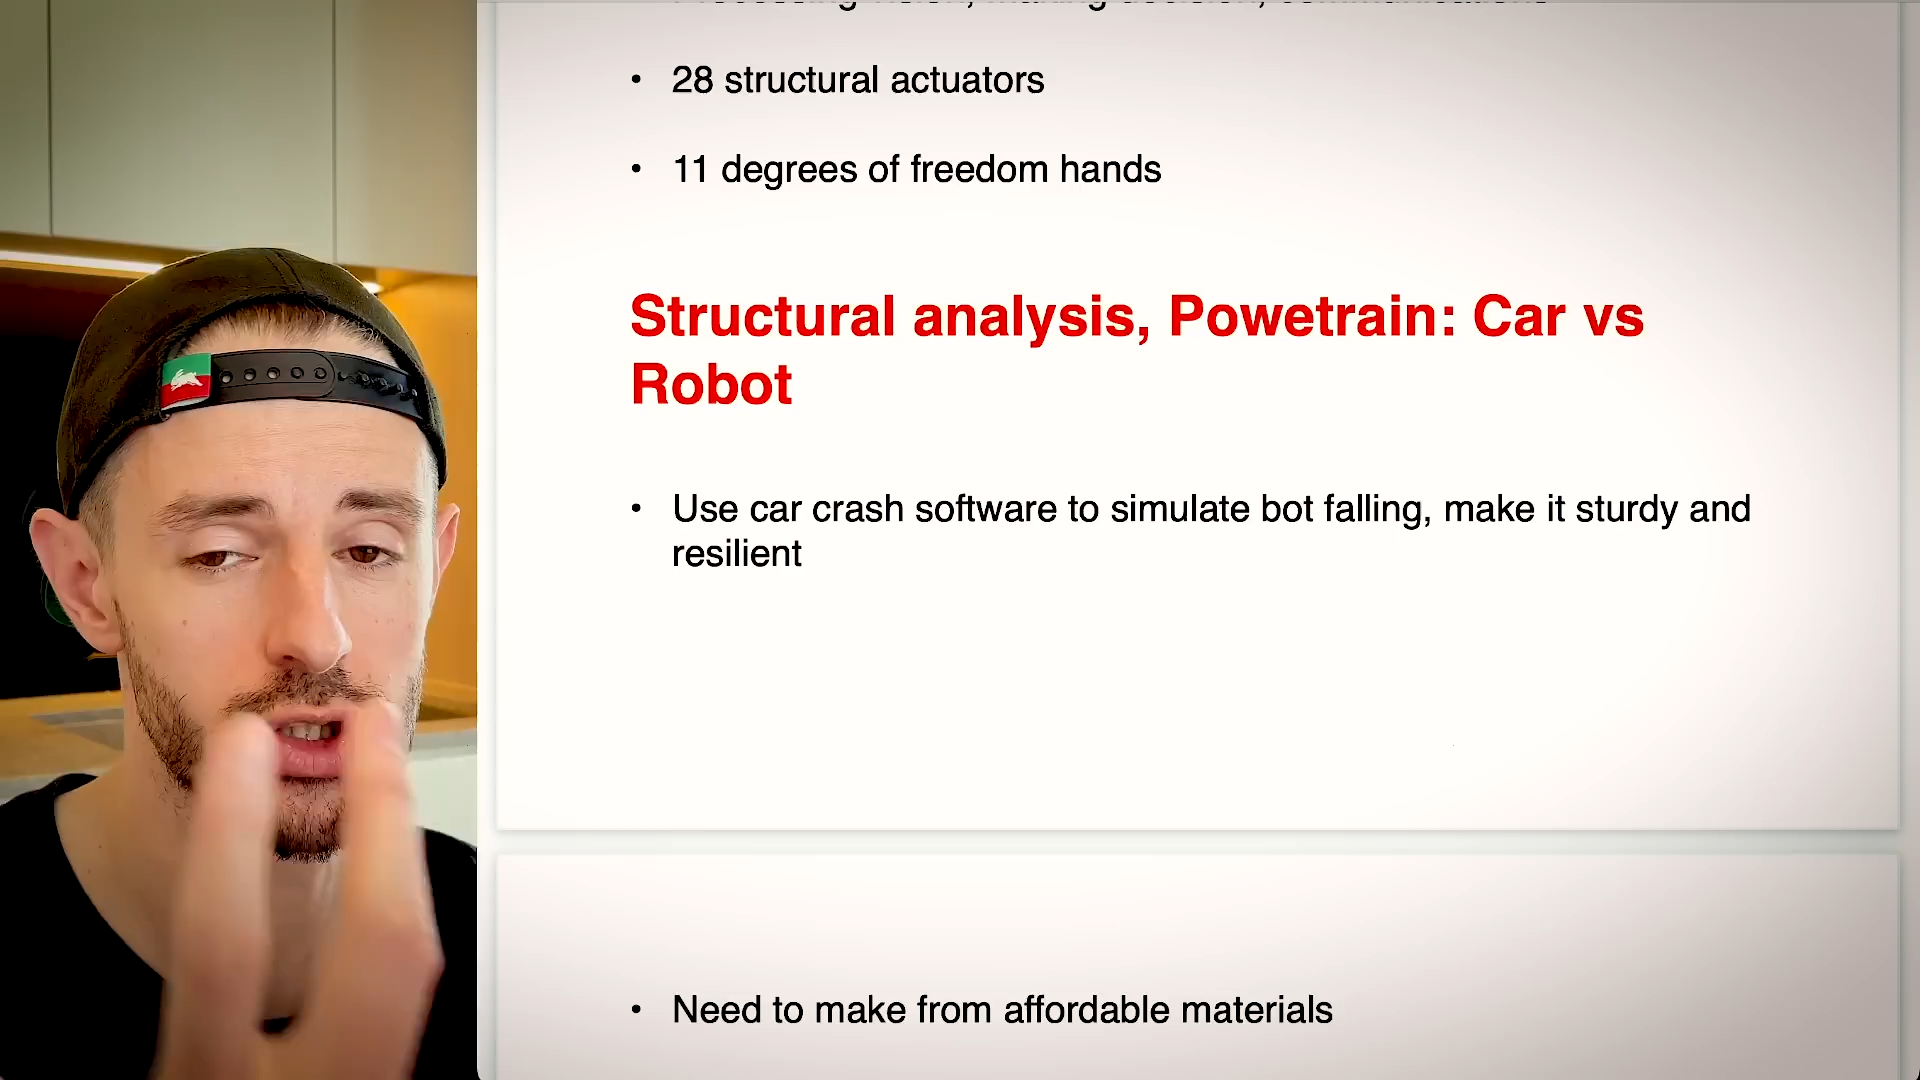 • 28 structural actuators
• 11 degrees of freedom hands
Structural analysis, Powetrain: Car vs
Robot
• Use car crash software to simulate bot falling, make it sturdy and
resilient
• Need to make from affordable materials